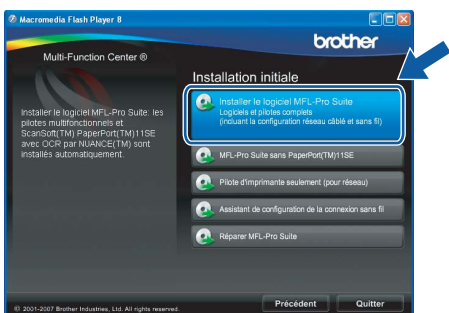 Macromedia Flash Player 8
brother
Multi-Function Center ®
Installation initiale
Installer le logiciel MFL-Pro Suite: les
pilotes multifonctionnels et
ScanSoft(TM) PaperPort(TM)11SE
avec OCR par NUANCE(TM) sont
installés automatiquement.
Installer le logiciel MFL-Pro Suite
Logiciels et pilotes complets
(incluant la configuration réseau câblé et sans fil)
MFL-Pro Suite sans PaperPort(TM)11SE
Pilote d'imprimante seulement (pour réseau)
Assistant de configuration de la connexion sans fil
Réparer MFL-Pro Suite
© 2001-2007 Brother Industries, Ltd. All rights reserved.
Précédent
Quitter